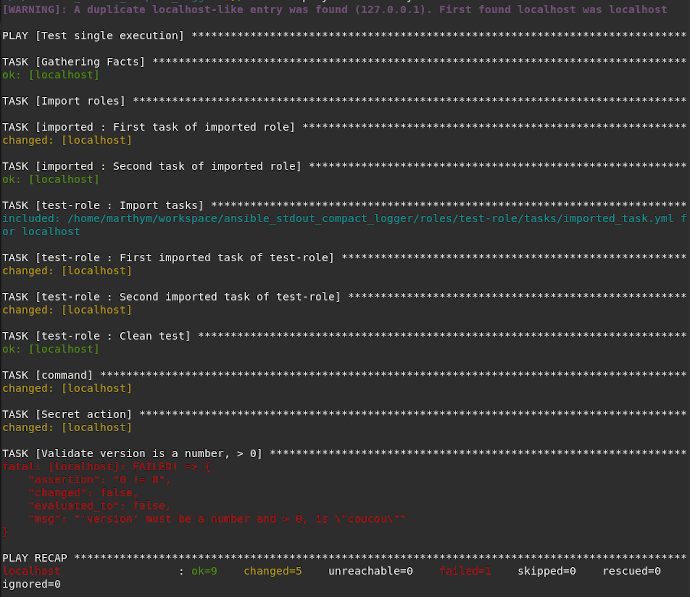 [WARNING]: A duplicate localhost-like entry was found (127.0.0.1). First found localhost was localhost
PLAY [Test single execution] ****************************************************************************
TASK [Gathering Facts] **********************************************************************************
ok: [localhost]
TASK [Import roles] *************************************************************************************
TASK [imported : First task of imported role] ***********************************************************
changed: [localhost]
TASK [imported : Second task of imported role] **********************************************************
ok: [localhost]
TASK [test-role : Import tasks] *************************************************************************
included: /home/marthym/workspace/ansible_stdout_compact_logger/roles/test-role/tasks/imported_task.yml f
or localhost
TASK [test-role : First imported task of test-role] *****************************************************
changed: [localhost]
TASK [test-role : Second imported task of test-role] ****************************************************
changed: [localhost]
TASK [test-role : Clean test] ***************************************************************************
ok: [localhost]
TASK [command] ******************************************************************************************
changed: [localhost]
TASK [Secret action] ************************************************************************************
changed: [localhost]
TASK [Validate version is a number, > 0] ****************************************************************
fatal: [localhost]: FAILED! => {
"assertion": "0 != 0",
"changed": false,
"evaluated_to": false,
"msg": "'version' must be a number and > 0, is \"coucou\""
}
PLAY RECAP **********************************************************************************************
localhost : ok=9 changed=5 unreachable=0 failed=1 skipped=0 rescued=0
ignored=0